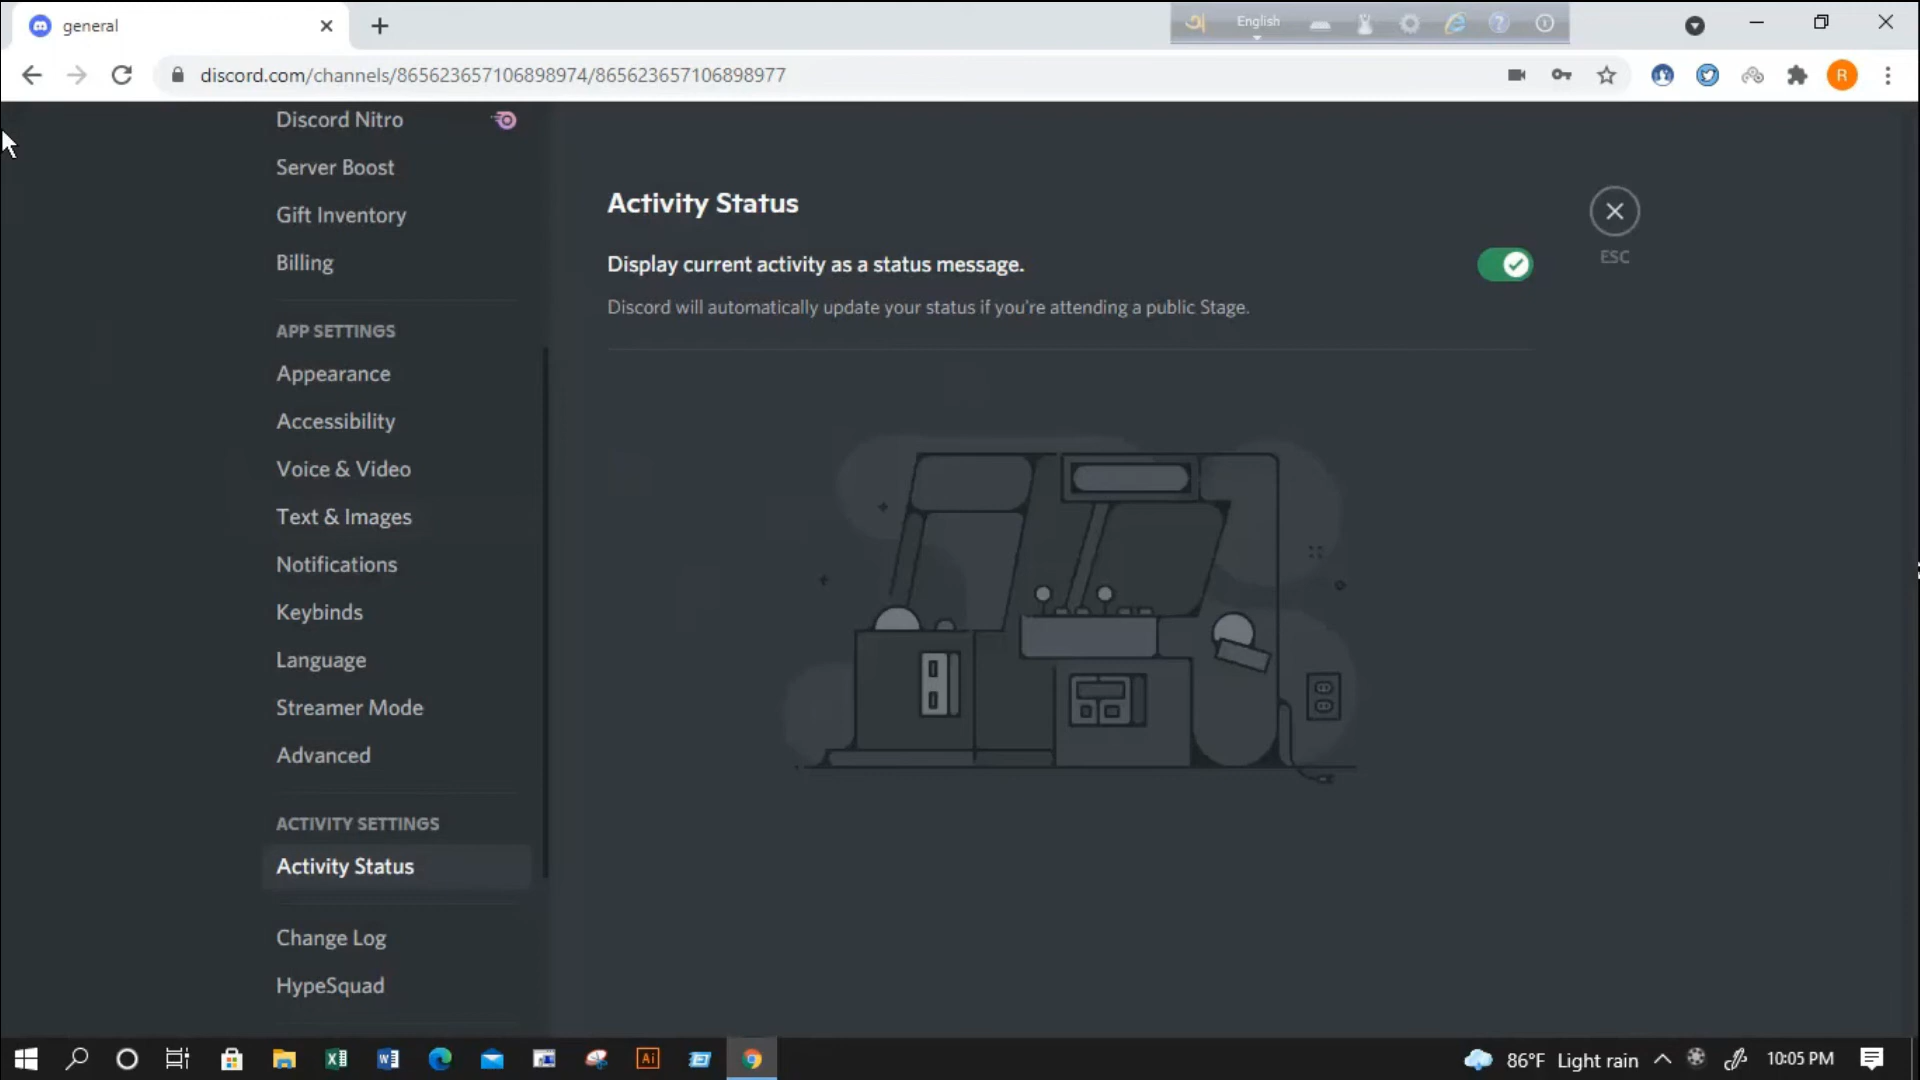 general
English
discord.com/channels/865623657106898974/865623657106898977
R
Discord Nitro
Server Boost
Gift Inventory
Billing
APP SETTINGS
Appearance
Accessibility
Voice & Video
Text & Images
Notifications
Keybinds
Language
Streamer Mode
Advanced
ACTIVITY SETTINGS
Activity Status
Change Log
HypeSquad
Activity Status
Display current activity as a status message.
Discord will automatically update your status if you're attending a public Stage.
ESC
Ai
86°F Light rain
10:05 PM